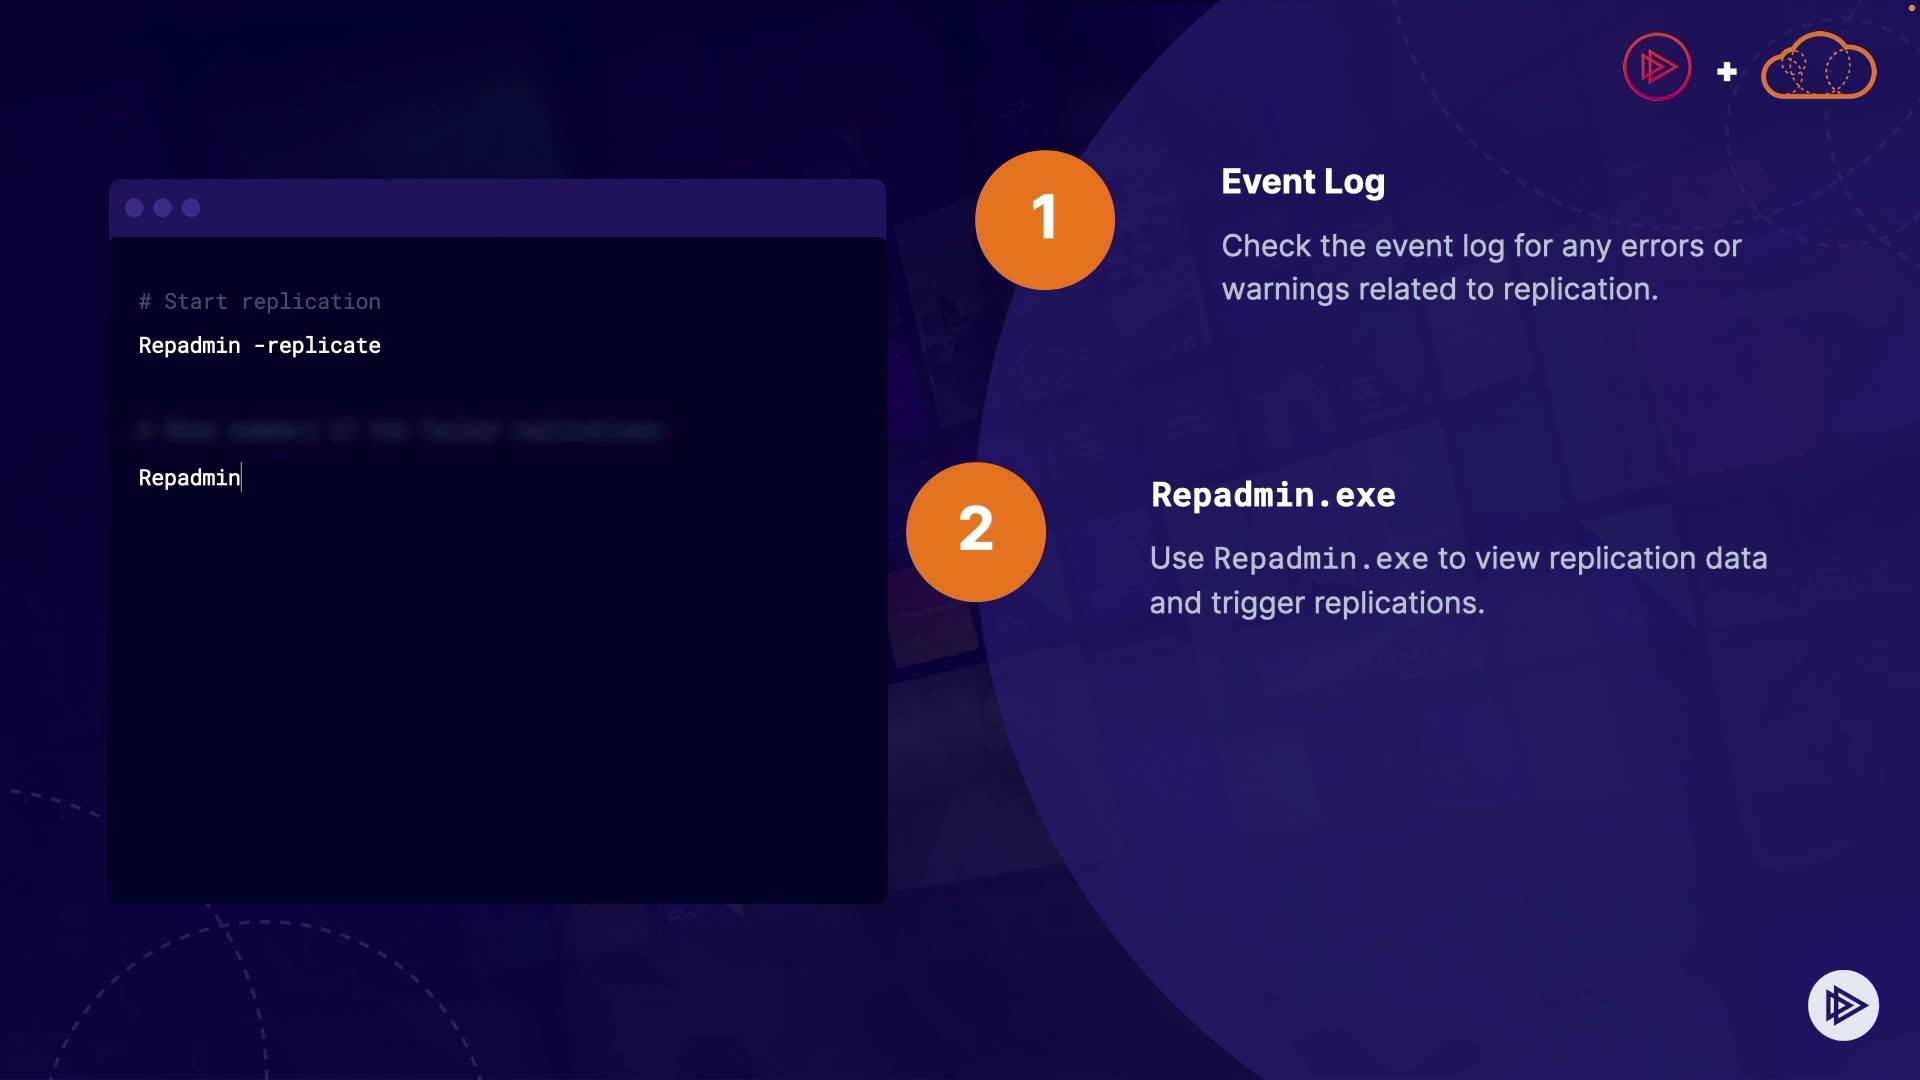 # Start replication
Repadmin -replicate
Repadmin
1
Event Log
Check the event log for any errors or
warnings related to replication.
2
Repadmin.exe
Use Repadmin.exe to view replication data
and trigger replications.
+